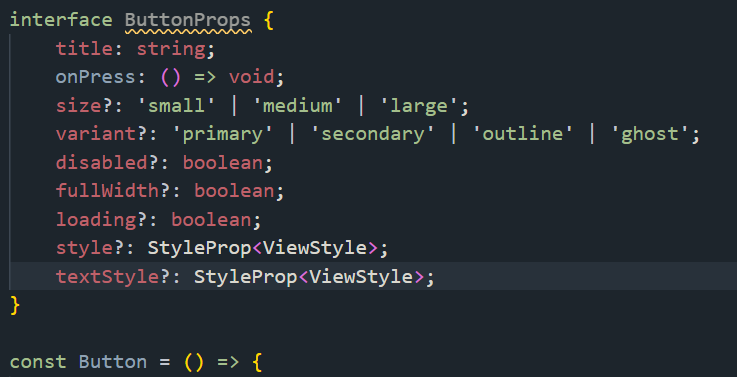 interface ButtonProps {
    title: string;
    onPress: () => void;
    size?: 'small' | 'medium' | 'large';
    variant?: 'primary' | 'secondary' | 'outline' | 'ghost';
    disabled?: boolean;
    fullWidth?: boolean;
    loading?: boolean;
    style?: StyleProp<ViewStyle>;
    textStyle?: StyleProp<ViewStyle>;
}

const Button = () => {